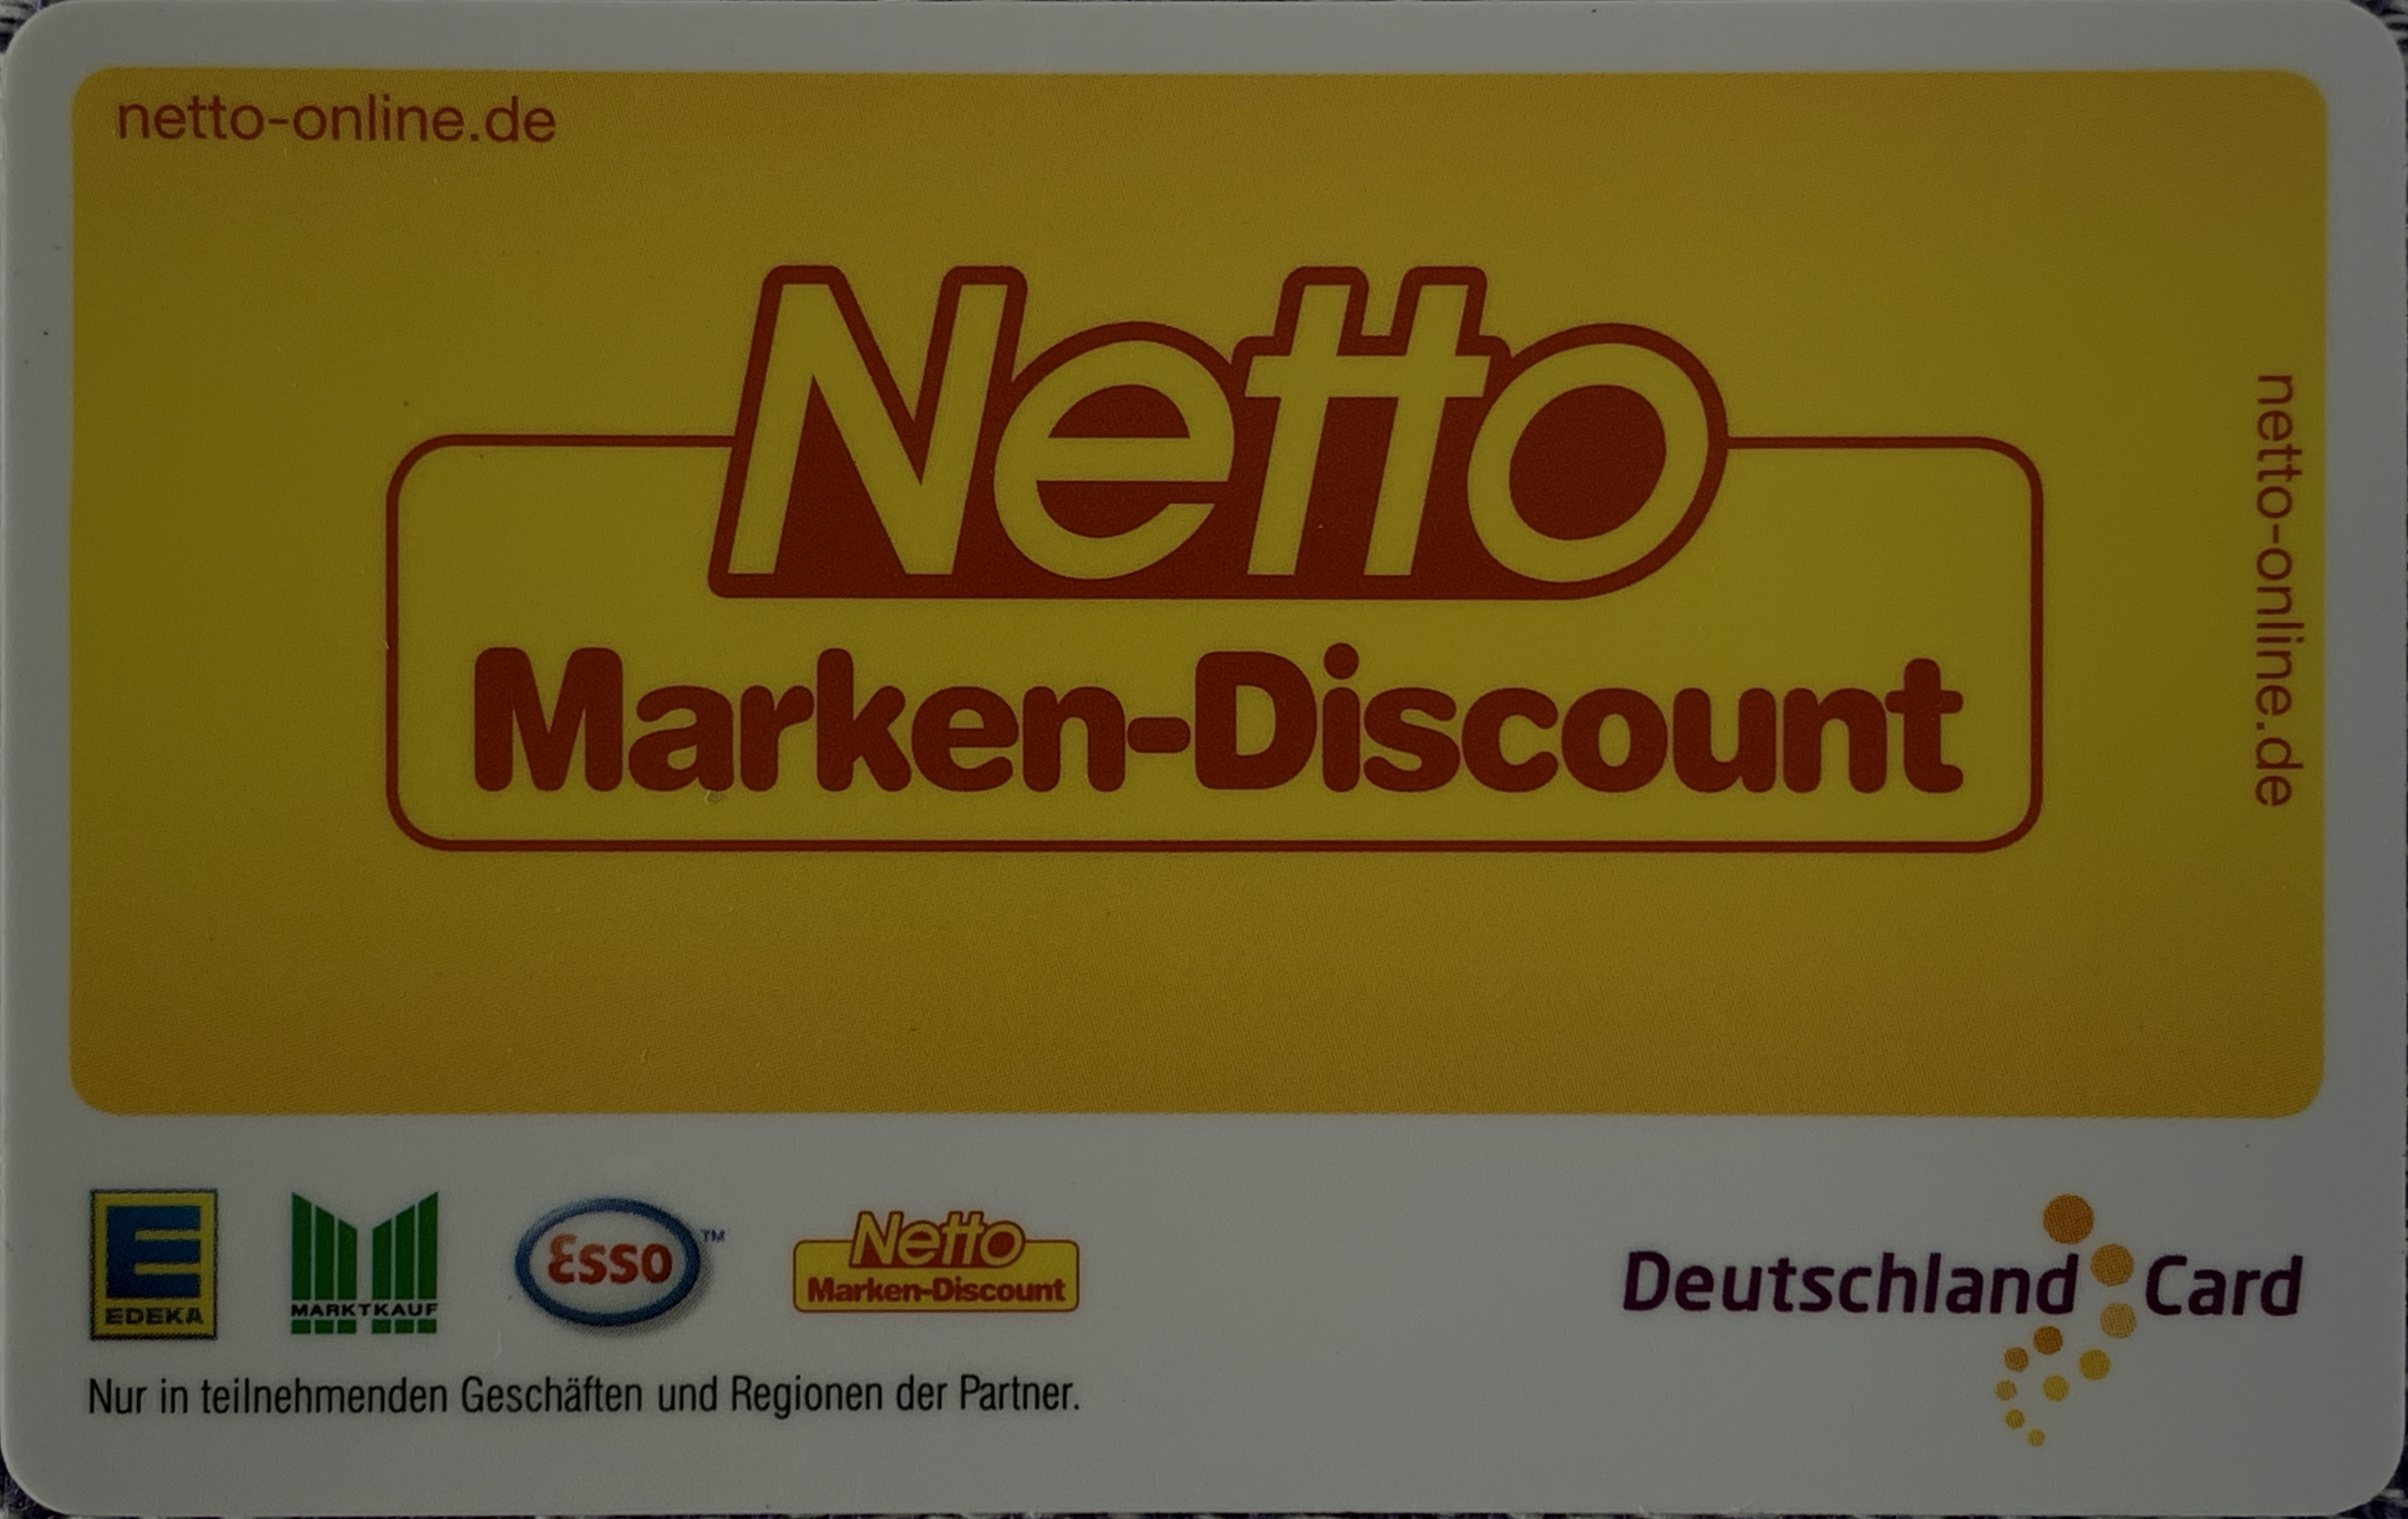 netto-online.de
Netto
Marken-Discount
netto-online.de
EDEKA
MARKTKAUF
Esso TM
Netto
Marken-Discount
Deutschland Card
Nur in teilnehmenden Geschäften und Regionen der Partner.